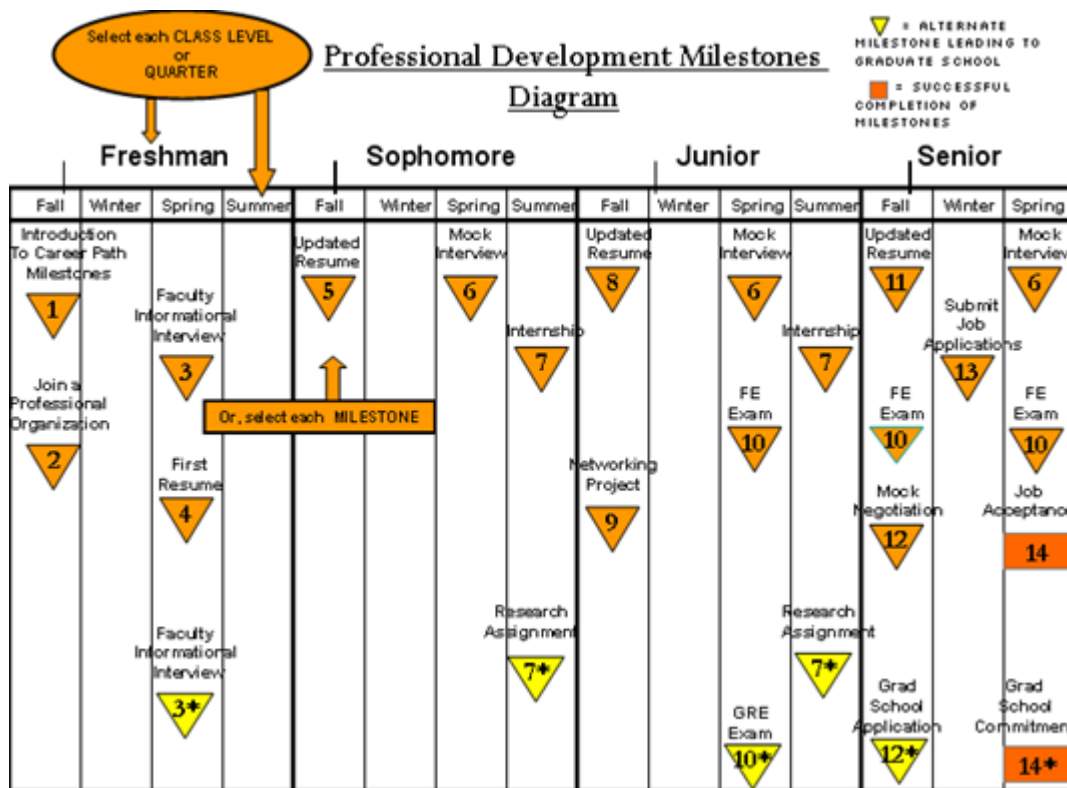 Select each CLASS LEVEL
or
QUARTER
Professional Development Milestones
Diagram
= ALTERNATE
MILESTONE LEADING TO
GRADUATE SCHOOL
= SUCCESSFUL
COMPLETION OF
MILESTONES
Freshman
Sophomore
Junior
Senior
Fall
Winter
Spring
Summer
Fall
Winter
Spring
Summer
Fall
Winter
Spring
Summer
Fall
Winter
Spring
Introduction
To Career Path
Milestones
1
Join a
Professional
Organization
2
Faculty
Informational
Interview
3
First
Resume
4
Faculty
Informational
Interview
3*
Updated
Resume
5
Or, select each MILESTONE
Mock
Interview
6
Internship
7
Research
Assignment
7*
Updated
Resume
8
Networking
Project
9
Mock
Interview
6
FE
Exam
10
GRE
Exam
10*
Internship
7
Research
Assignment
7*
Updated
Resume
11
FE
Exam
10
Mock
Negotiation
12
Grad
School
Application
12*
Submit
Job
Applications
13
Mock
Interview
6
FE
Exam
10
Job
Acceptance
14
Grad
School
Commitment
14*